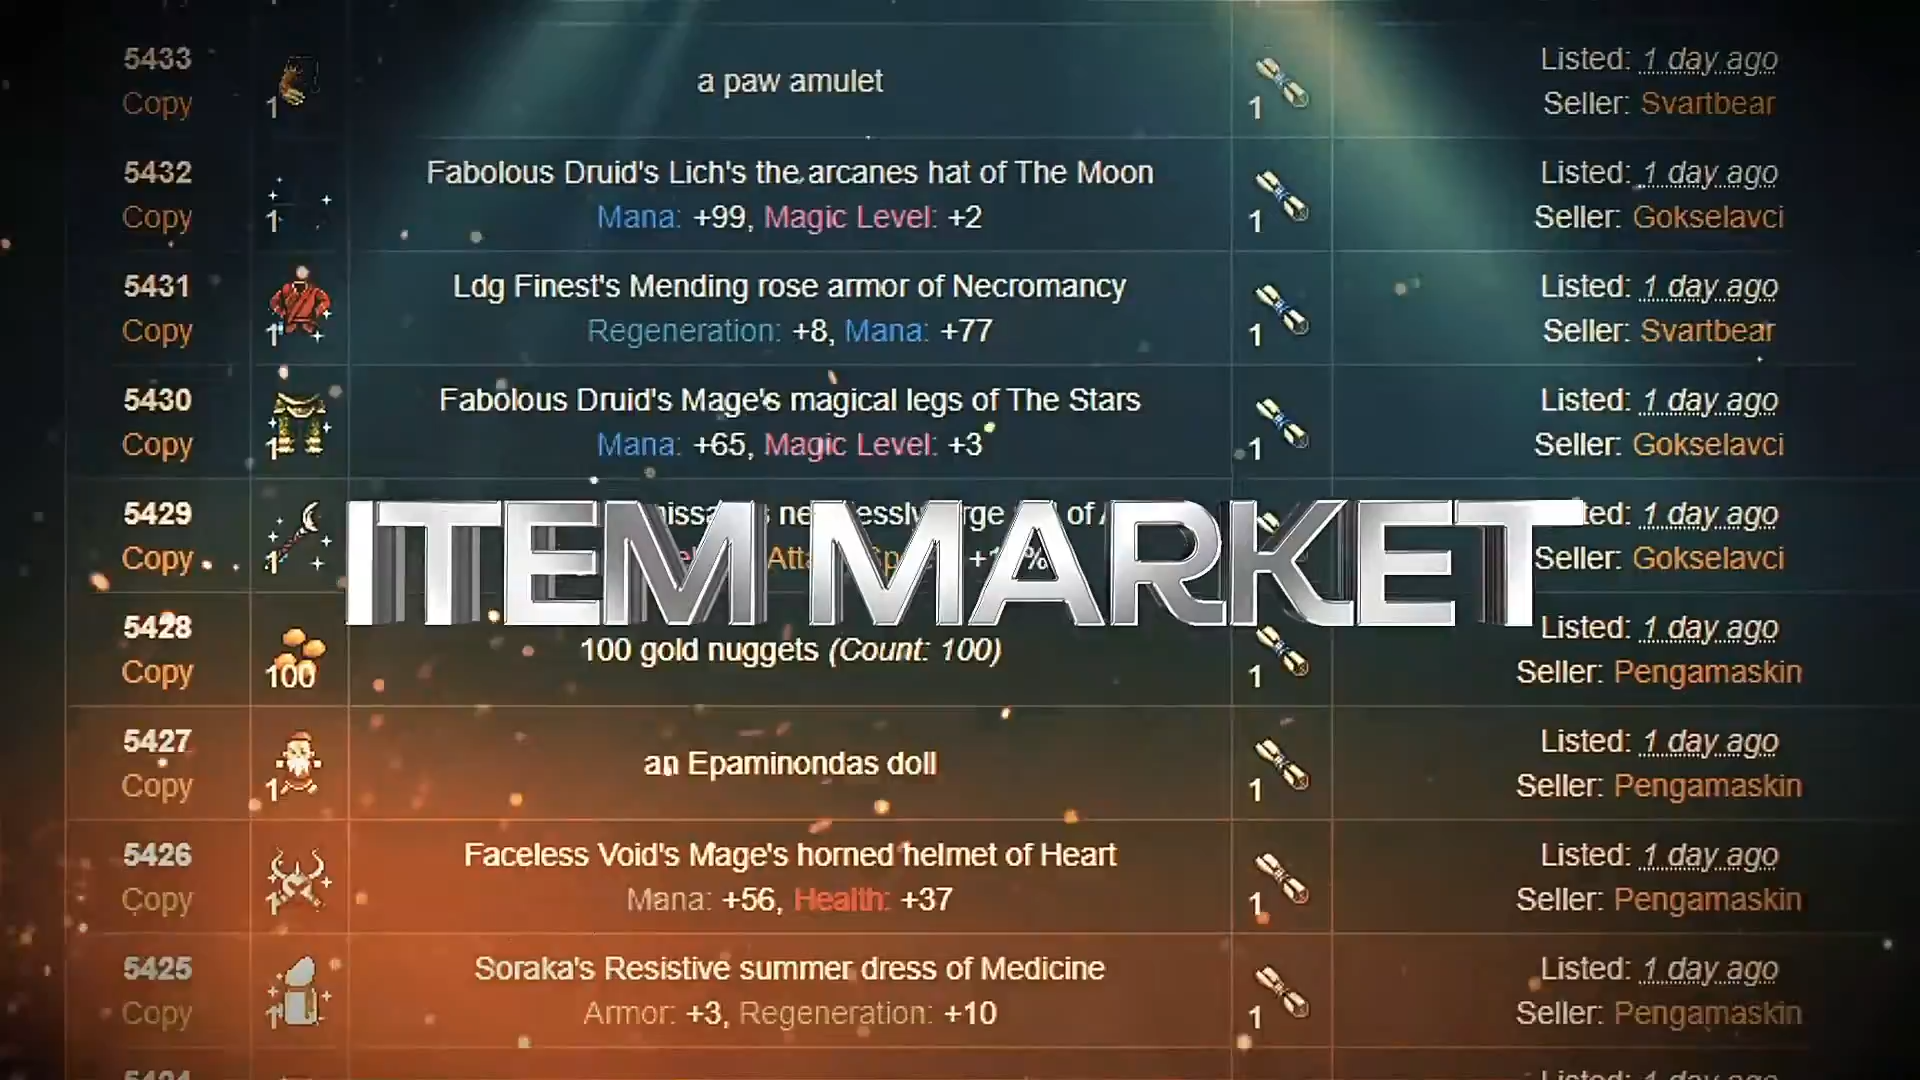 5433
Copy
1
a paw amulet
1
Listed: 1 day ago
Seller: Svartbear
5432
Copy
1
Fabolous Druid's Lich's the arcanes hat of The Moon
Mana: +99, Magic Level: +2
1
Listed: 1 day ago
Seller: Gokselavci
5431
Copy
1
Ldg Finest's Mending rose armor of Necromancy
Regeneration: +8, Mana: +77
1
Listed: 1 day ago
Seller: Svartbear
5430
Copy
1
Fabolous Druid's Mage's magical legs of The Stars
Mana: +65, Magic Level: +3
1
Listed: 1 day ago
Seller: Gokselavci
5429
Copy
1
ITEM MARKET
1 day ago
Seller: Gokselavci
5428
Copy
100
100 gold nuggets (Count: 100)
1
Listed: 1 day ago
Seller: Pengamaskin
5427
Copy
1
an Epaminondas doll
1
Listed: 1 day ago
Seller: Pengamaskin
5426
Copy
1
Faceless Void's Mage's horned helmet of Heart
Mana: +56, Health: +37
1
Listed: 1 day ago
Seller: Pengamaskin
5425
Copy
1
Soraka's Resistive summer dress of Medicine
Armor: +3, Regeneration: +10
1
Listed: 1 day ago
Seller: Pengamaskin